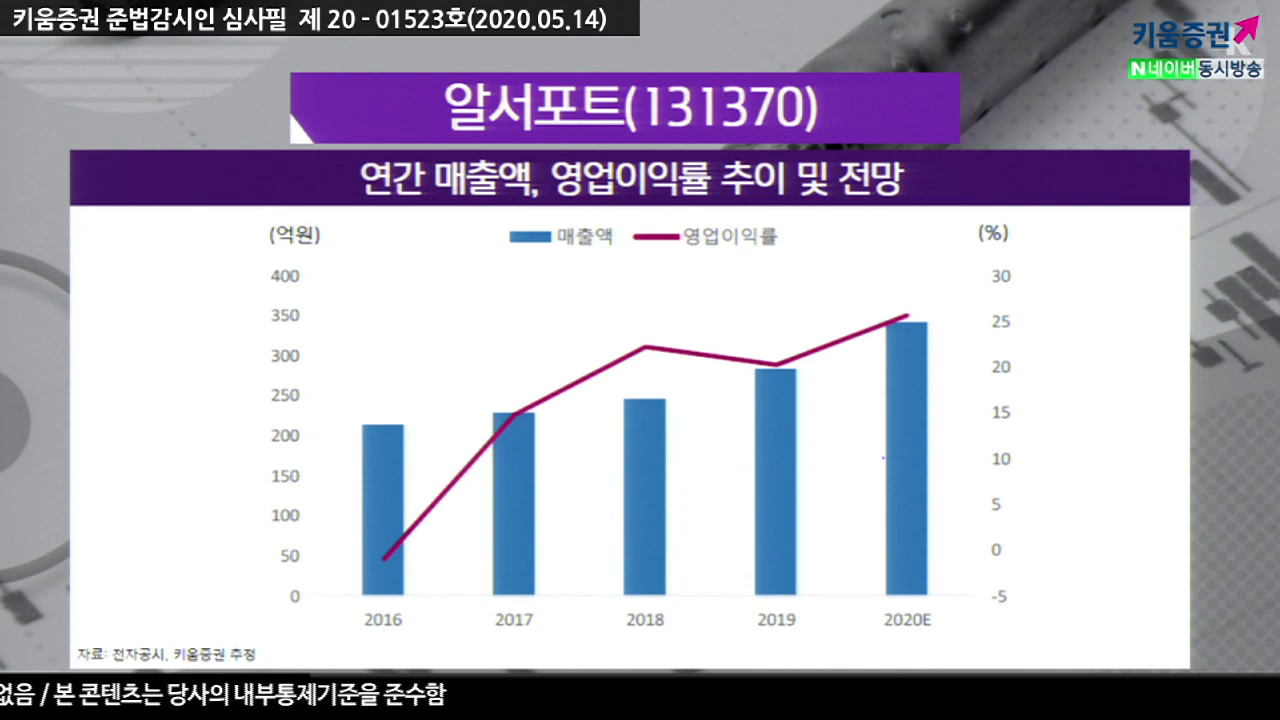 키움증권 준법감시인 심사필 제 20 - 01523호(2020.05.14)
키움증권
N 네이버 동시방송
알서포트(131370)
연간 매출액, 영업이익률 추이 및 전망
(억원) 매출액 영업이익률 (%)
400 30
350 25
300 20
250 15
200 10
150 5
100 0
50 -5
0
2016 2017 2018 2019 2020E
자료: 전자공시, 키움증권 추정
없음 / 본 콘텐츠는 당사의 내부통제기준을 준수함